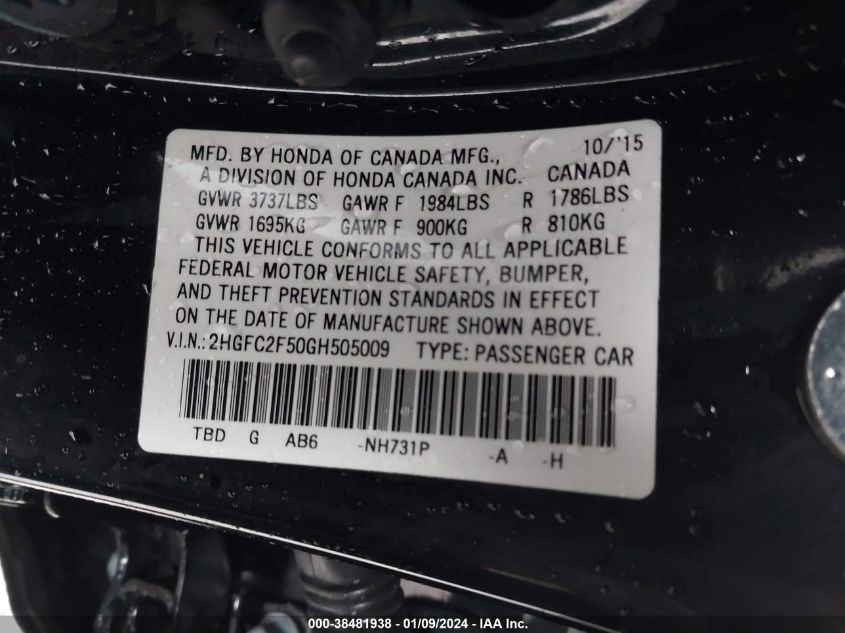 MFD. BY HONDA OF CANADA MFG., 10/'15
A DIVISION OF HONDA CANADA INC. CANADA
GVWR 3737LBS GAWR F 1984LBS R 1786LBS
GVWR 1695KG GAWR F 900KG R 810KG
THIS VEHICLE CONFORMS TO ALL APPLICABLE
FEDERAL MOTOR VEHICLE SAFETY, BUMPER,
AND THEFT PREVENTION STANDARDS IN EFFECT
ON THE DATE OF MANUFACTURE SHOWN ABOVE.
V.I.N.: 2HGFC2F50GH505009 TYPE: PASSENGER CAR
TBD G AB6 -NH731P -A -H
000-38481938 - 01/09/2024 - IAA Inc.